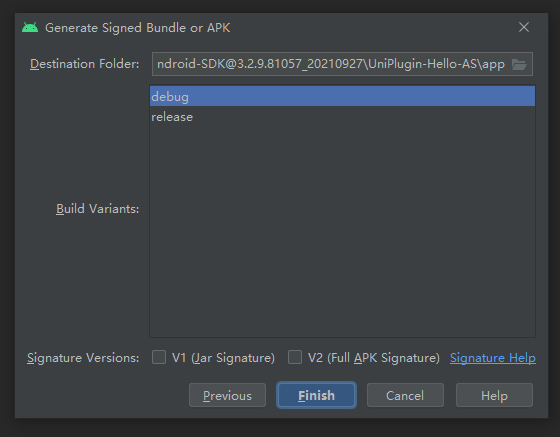 Generate Signed Bundle or APK
Destination Folder: ndroid-SDK@3.2.9.81057_20210927\UniPlugin-Hello-AS\app
debug
release
Build Variants:
Signature Versions: V1 (Jar Signature) V2 (Full APK Signature) Signature Help
Previous Finish Cancel Help